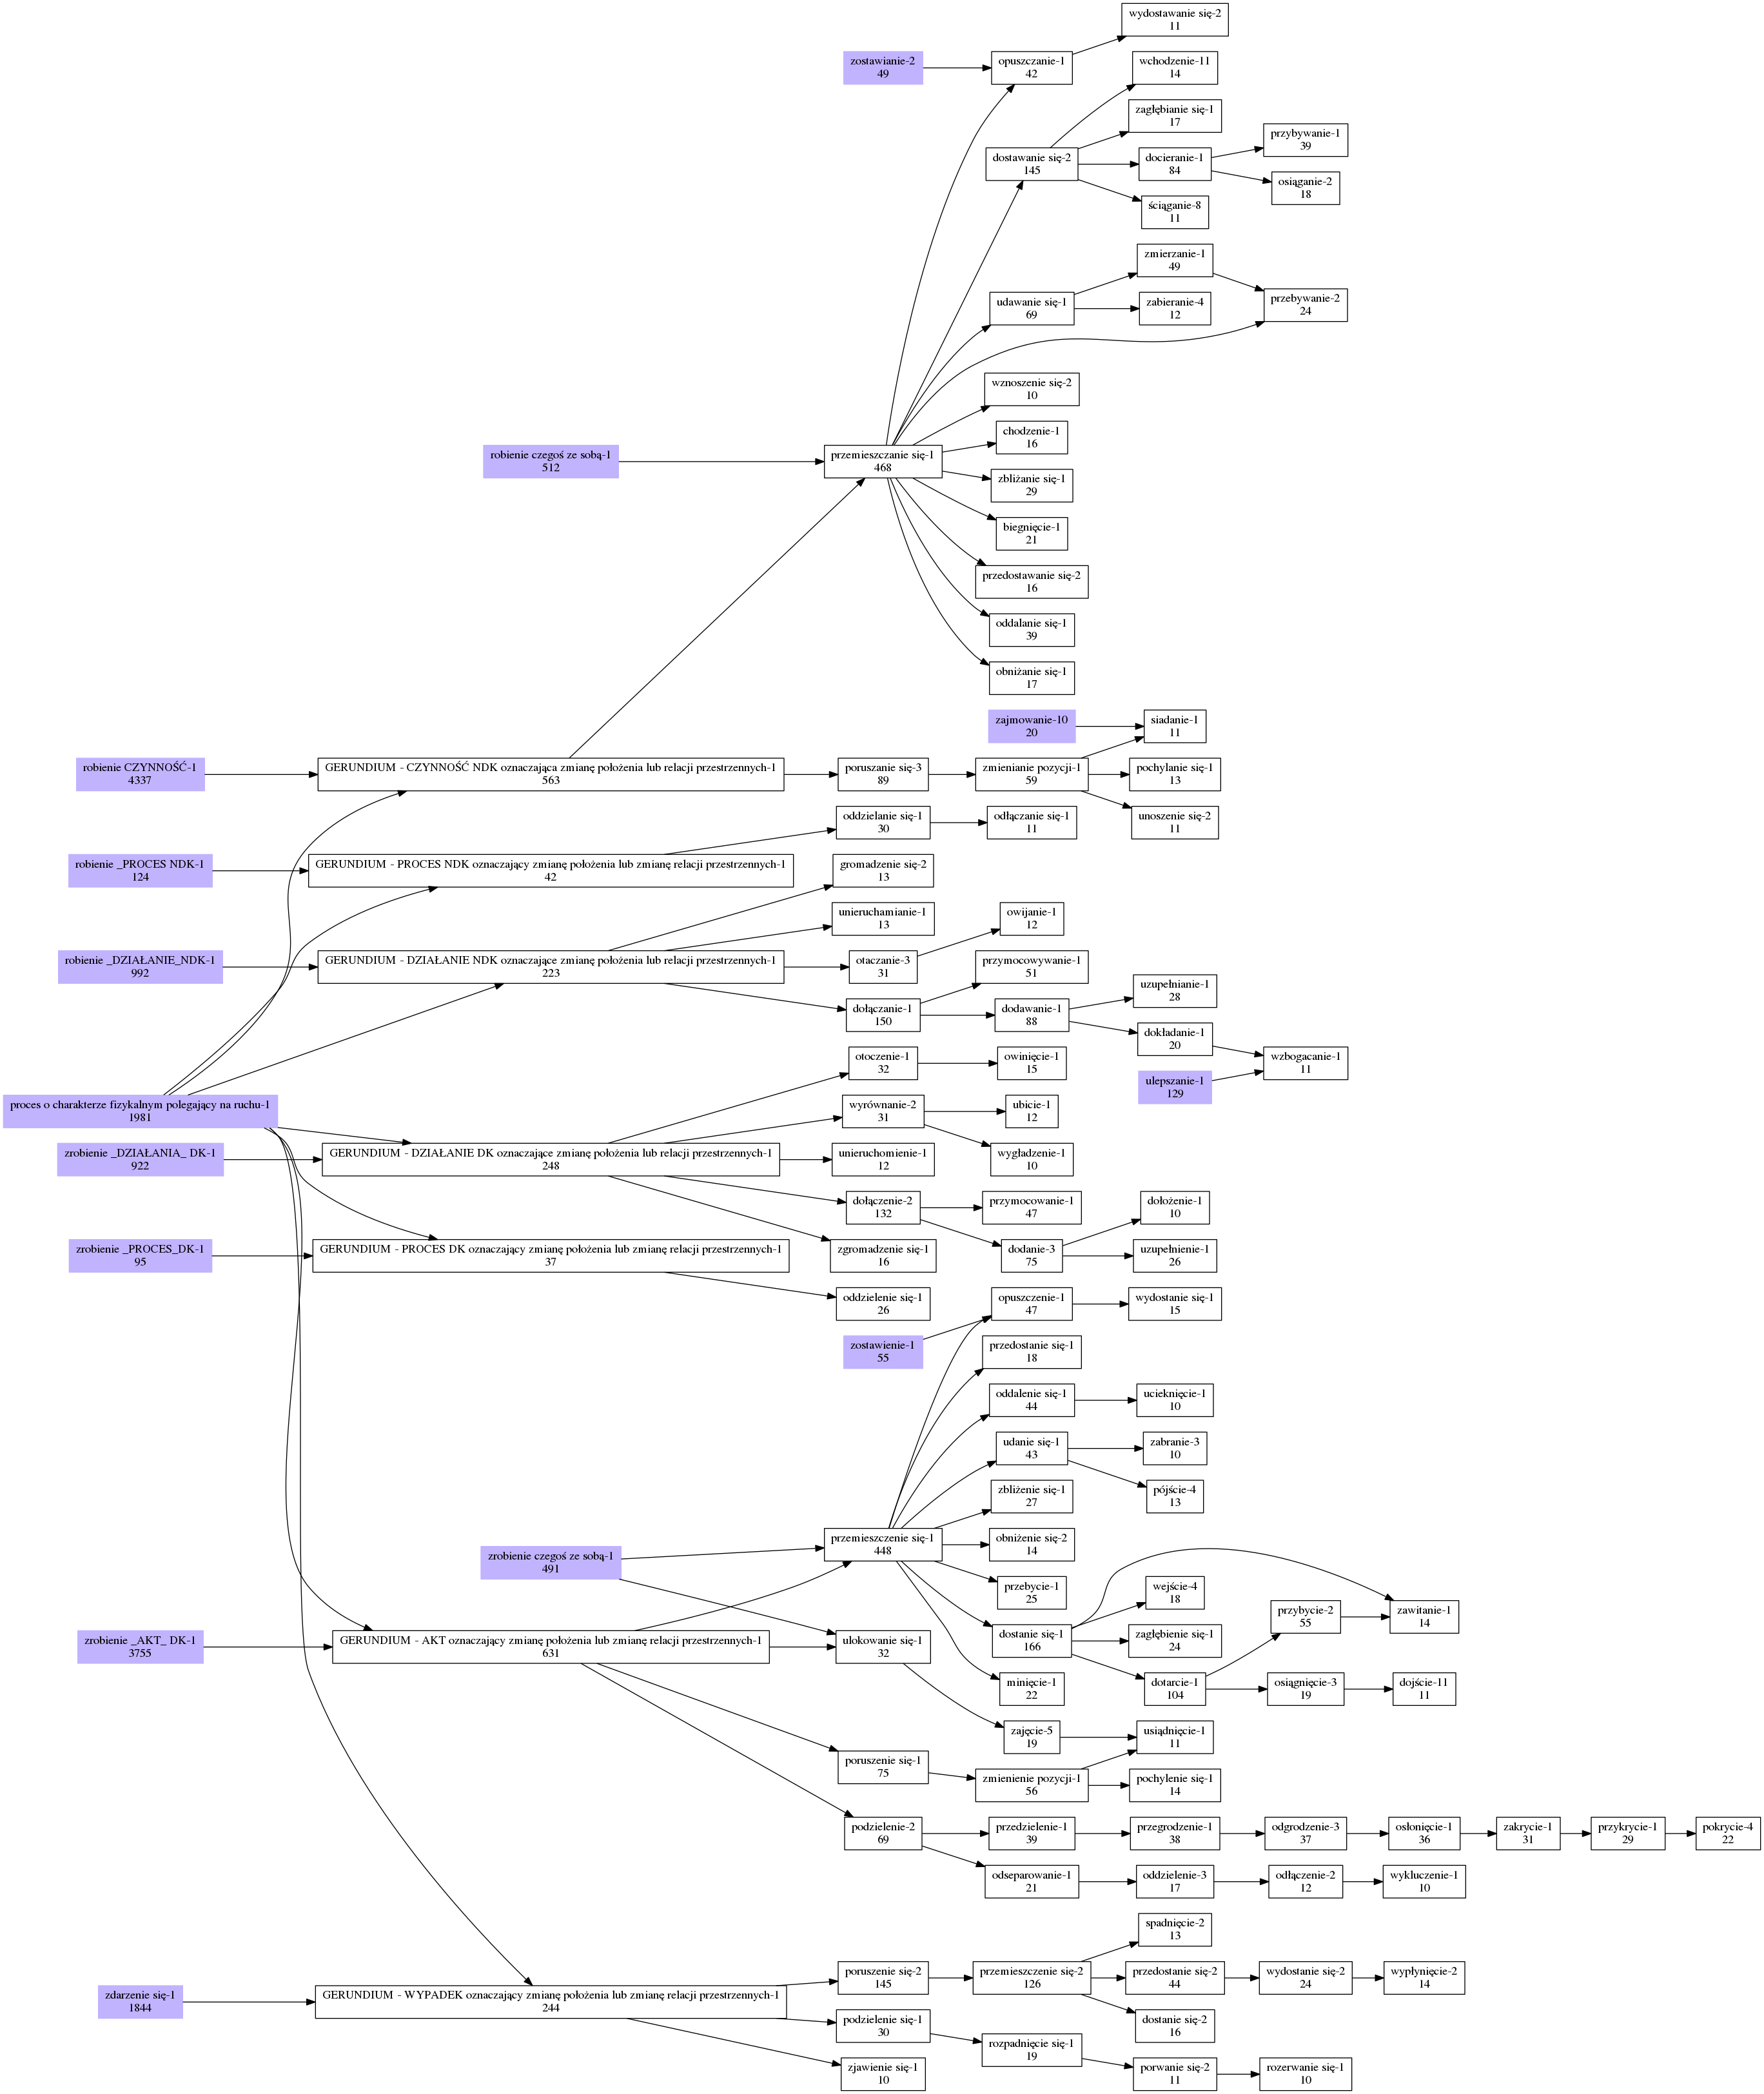 wydostawanie się-2
11
zostawianie-2
49
opuszczanie-1
42
wchodzenie-11
14
zagłębianie się-1
17
przybywanie-1
39
dostawanie się-2
145
docieranie-1
84
osiąganie-2
18
ściąganie-8
11
zmierzanie-1
49
udawanie się-1
69
zabieranie-4
12
przebywanie-2
24
wznoszenie się-2
10
chodzenie-1
16
robienie czegoś ze sobą-1
512
przemieszczanie się-1
468
zbliżanie się-1
29
biegnięcie-1
21
przedostawanie się-2
16
oddalanie się-1
39
obniżanie się-1
17
zajmowanie-10
20
siadanie-1
11
robienie CZYNNOŚĆ-1
4337
GERUNDIUM - CZYNNOŚĆ NDK oznaczająca zmianę położenia lub relacji przestrzennych-1
563
poruszanie się-3
89
zmienianie pozycji-1
59
pochylanie się-1
13
unoszenie się-2
11
oddzielanie się-1
30
odłączanie się-1
11
robienie _PROCES NDK-1
124
GERUNDIUM - PROCES NDK oznaczający zmianę położenia lub zmianę relacji przestrzennych-1
42
gromadzenie się-2
13
unieruchamianie-1
13
owijanie-1
12
robienie _DZIAŁANIE_NDK-1
992
GERUNDIUM - DZIAŁANIE NDK oznaczające zmianę położenia lub relacji przestrzennych-1
223
otaczanie-3
31
przymocowywanie-1
51
uzupełnianie-1
28
dołączanie-1
150
dodawanie-1
88
dokładanie-1
20
otoczenie-1
32
owinięcie-1
15
wzbogacanie-1
11
ulepszanie-1
129
proces o charakterze fizykalnym polegający na ruchu-1
1981
wyrównanie-2
31
ubicie-1
12
zrobienie _DZIAŁANIA_ DK-1
922
GERUNDIUM - DZIAŁANIE DK oznaczające zmianę położenia lub relacji przestrzennych-1
248
unieruchomienie-1
12
wygładzenie-1
10
dołączenie-2
132
przymocowanie-1
47
dołożenie-1
10
zrobienie _PROCES_DK-1
95
GERUNDIUM - PROCES DK oznaczający zmianę położenia lub zmianę relacji przestrzennych-1
37
zgromadzenie się-1
16
dodanie-3
75
uzupełnienie-1
26
oddzielenie się-1
26
opuszczenie-1
47
wydostanie się-1
15
zostawienie-1
55
przedostanie się-1
18
oddalenie się-1
44
ucieknięcie-1
10
udanie się-1
43
zabranie-3
10
zbliżenie się-1
27
pójście-4
13
przemieszczenie się-1
448
obniżenie się-2
14
zrobienie czegoś ze sobą-1
491
przebycie-1
25
wejście-4
18
przybycie-2
55
zawitanie-1
14
zrobienie _AKT_ DK-1
3755
GERUNDIUM - AKT oznaczający zmianę położenia lub zmianę relacji przestrzennych-1
631
ulokowanie się-1
32
dostanie się-1
166
zagłębienie się-1
24
minięcie-1
22
dotarcie-1
104
osiągnięcie-3
19
dojście-11
11
zajęcie-5
19
usiądnięcie-1
11
poruszenie się-1
75
zmienienie pozycji-1
56
pochylenie się-1
14
podzielenie-2
69
przedzielenie-1
39
przegrodzenie-1
38
odgrodzenie-3
37
osłonięcie-1
36
zakrycie-1
31
przykrycie-1
29
pokrycie-4
22
odseparowanie-1
21
oddzielenie-3
17
odłączenie-2
12
wykluczenie-1
10
spadnięcie-2
13
poruszenie się-2
145
przemieszczenie się-2
126
przedostanie się-2
44
wydostanie się-2
24
wypłynięcie-2
14
zdarzenie się-1
1844
GERUNDIUM - WYPADEK oznaczający zmianę położenia lub zmianę relacji przestrzennych-1
244
podzielenie się-1
30
dostanie się-2
16
rozpadnięcie się-1
19
zjawienie się-1
10
porwanie się-2
11
rozerwanie się-1
10